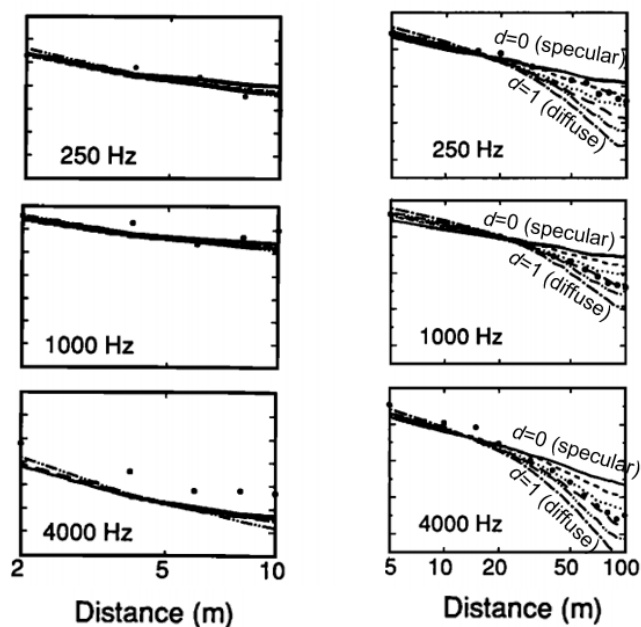 250 Hz
1000 Hz
4000 Hz
2 5 10
Distance (m)
d=0 (specular)
d=1 (diffuse)
250 Hz
d=0 (specular)
d=1 (diffuse)
1000 Hz
d=0 (specular)
d=1 (diffuse)
4000 Hz
5 10 20 50 100
Distance (m)